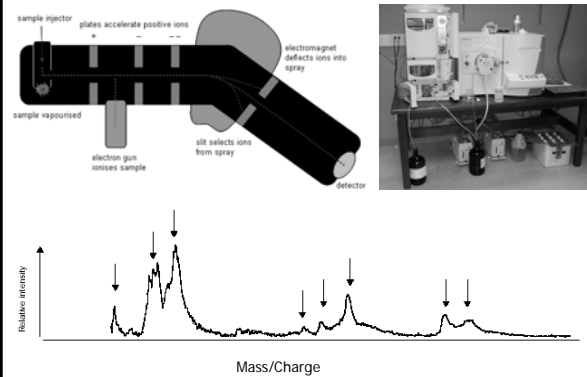 sample injector
plates accelerate positive ions
+ - --
electromagnet
deflects ions into
spray
sample vapourised
slit selects ions
from spray
electron gun
ionises sample
detector
Relative intensity
Mass/Charge